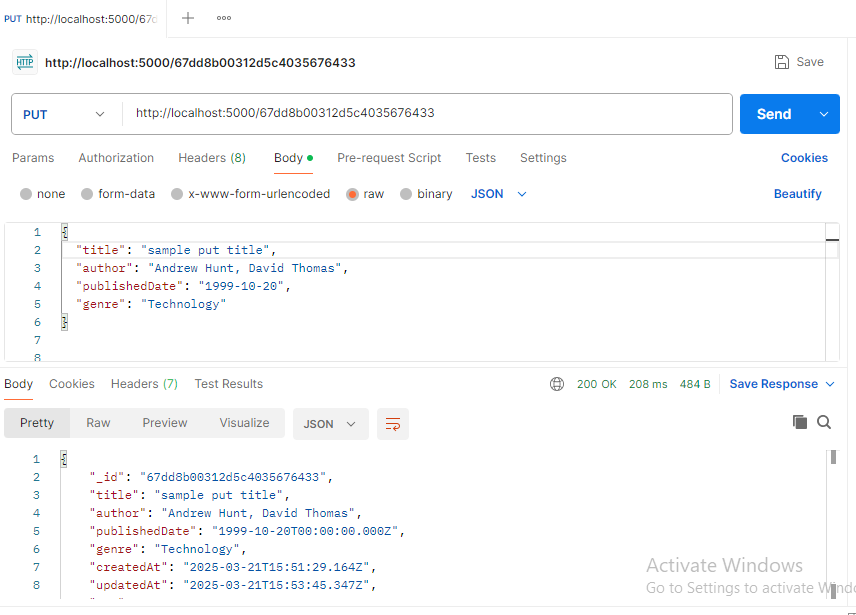 PUT http://localhost:5000/67d
HTTP http://localhost:5000/67dd8b00312d5c4035676433 Save
PUT http://localhost:5000/67dd8b00312d5c4035676433 Send
Params Authorization Headers (8) Body Pre-request Script Tests Settings Cookies
none form-data x-www-form-urlencoded raw binary JSON Beautify
1 {
2 "title": "sample put title",
3 "author": "Andrew Hunt, David Thomas",
4 "publishedDate": "1999-10-20",
5 "genre": "Technology"
6 }
7
8
Body Cookies Headers (7) Test Results 200 OK 208 ms 484 B Save Response
Pretty Raw Preview Visualize JSON
1 {
2 "_id": "67dd8b00312d5c4035676433",
3 "title": "sample put title",
4 "author": "Andrew Hunt, David Thomas",
5 "publishedDate": "1999-10-20T00:00:00.000Z",
6 "genre": "Technology",
7 "createdAt": "2025-03-21T15:51:29.164Z",
8 "updatedAt": "2025-03-21T15:53:45.347Z",
Activate Windows
Go to Settings to activate Windo